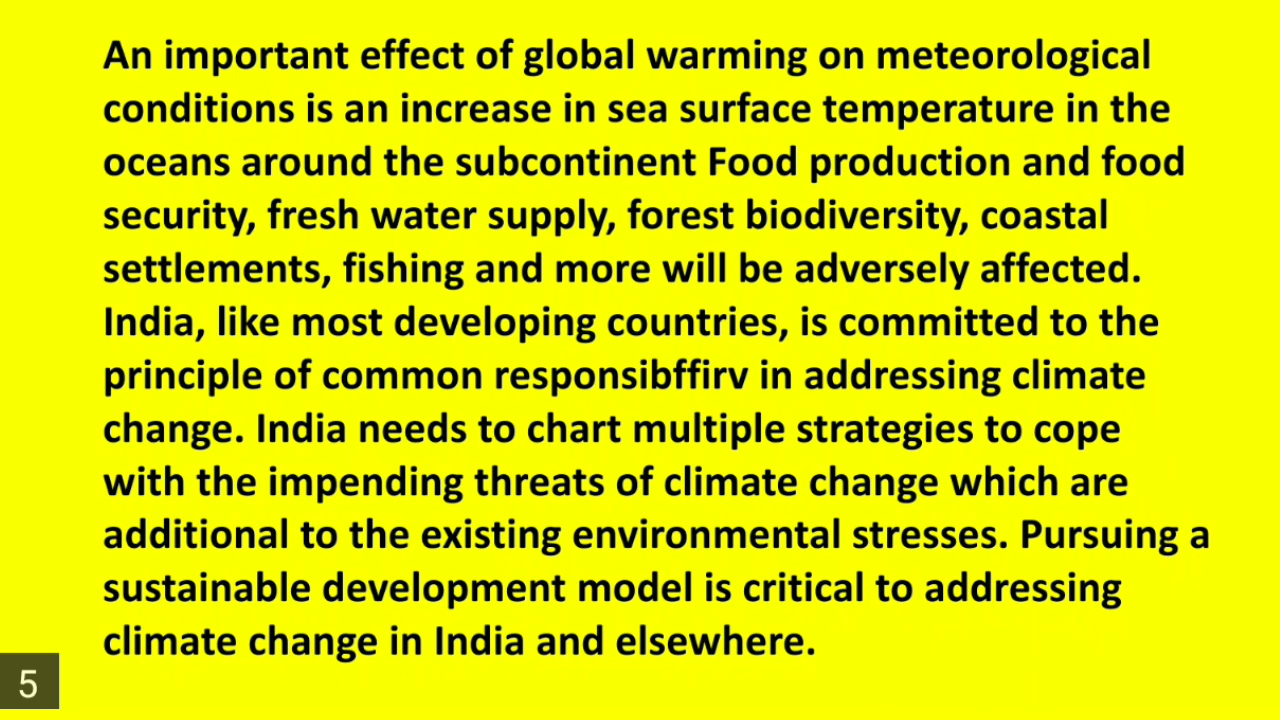 An important effect of global warming on meteorological
conditions is an increase in sea surface temperature in the
oceans around the subcontinent Food production and food
security, fresh water supply, forest biodiversity, coastal
settlements, fishing and more will be adversely affected.
India, like most developing countries, is committed to the
principle of common responsibffirv in addressing climate
change. India needs to chart multiple strategies to cope
with the impending threats of climate change which are
additional to the existing environmental stresses. Pursuing a
sustainable development model is critical to addressing
climate change in India and elsewhere.
5